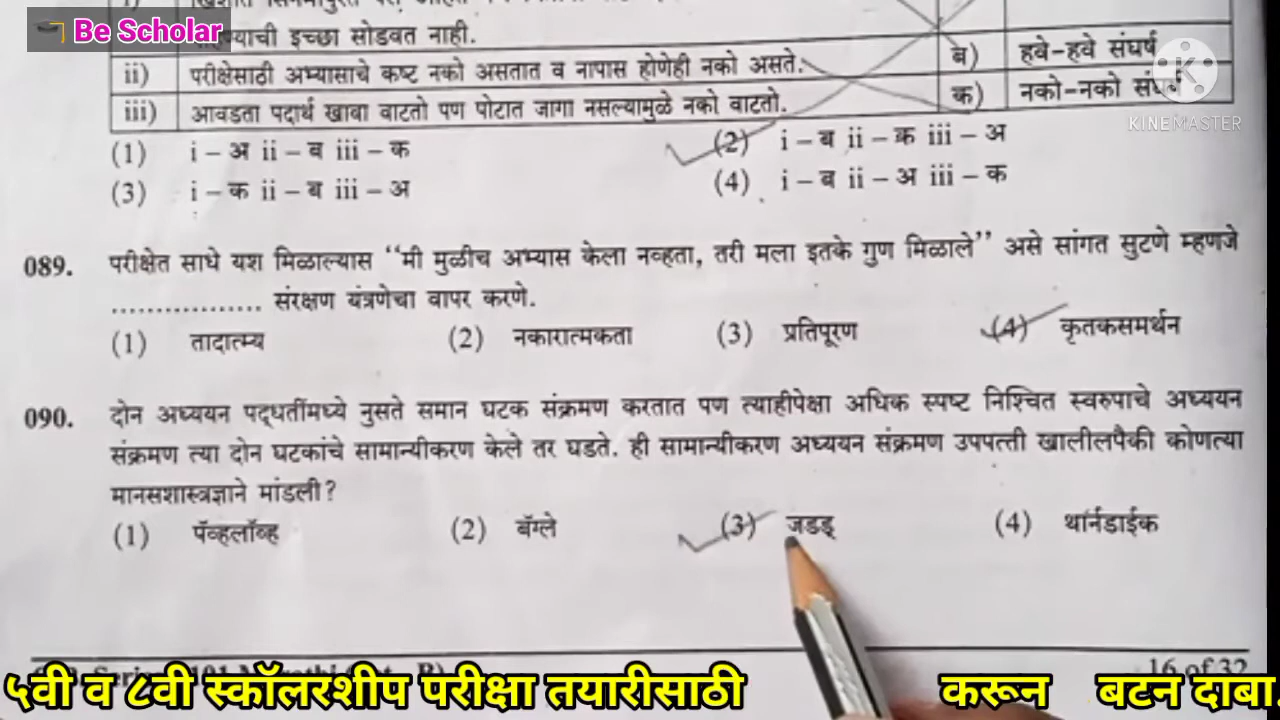 Be Scholar
इच्छा सोडवत नाही.
ब) हवे-हवे संघर्ष
ii) परीक्षेसाठी अभ्यासाचे कष्ट नको असतात व नापास होणेही नको असते.
क) नको-नको संघर्ष
iii) आवडता पदार्थ खावा वाटतो पण पोटात जागा नसल्यामुळे नको वाटतो.
KINEMASTER
(1) i – अ ii – ब iii – क (2) i – ब ii – क iii – अ
(3) i – क ii – ब iii – अ (4) i – ब ii – अ iii – क
089. परीक्षेत साधे यश मिळाल्यास “मी मुळीच अभ्यास केला नव्हता, तरी मला इतके गुण मिळाले” असे सांगत सुटणे म्हणजे
................. संरक्षण यंत्रणेचा वापर करणे.
(1) तादात्म्य (2) नकारात्मकता (3) प्रतिपूरण (4) कृतकसमर्थन
090. दोन अध्ययन पद्धतींमध्ये नुसते समान घटक संक्रमण करतात पण त्याहीपेक्षा अधिक स्पष्ट निश्चित स्वरुपाचे अध्ययन
संक्रमण त्या दोन घटकांचे सामान्यीकरण केले तर घडते. ही सामान्यीकरण अध्ययन संक्रमण उपपत्ती खालीलपैकी कोणत्या
मानसशास्त्रज्ञाने मांडली?
(1) पॅव्हलॉव्ह (2) बॅग्ले (3) जडड् (4) थॉर्नडाईक
16 of 32
५वी व ८वी स्कॉलरशीप परीक्षा तयारीसाठी करून बटन दाबा.